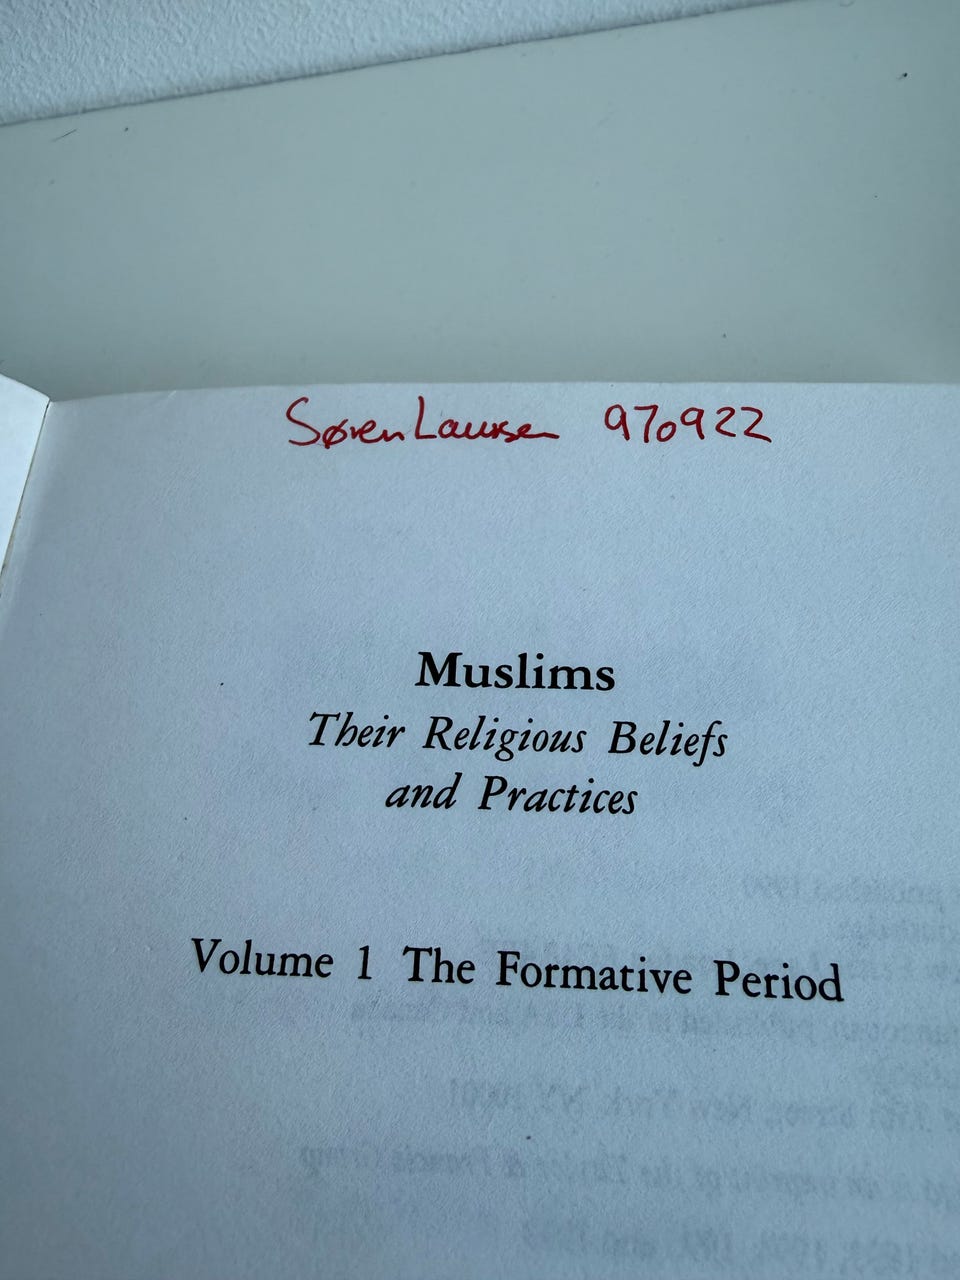 Søren Laursen 970922
Muslims
Their Religious Beliefs
and Practices
Volume 1 The Formative Period